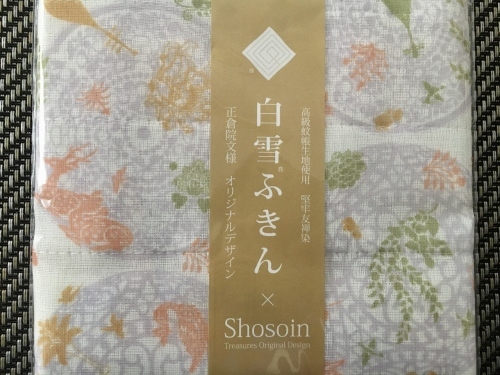 高級蚊帳生地使用 堅牢友禅染
白雪®ふきん
正倉院文様 オリジナルデザイン
×
Shosoin
Treasures Original Design